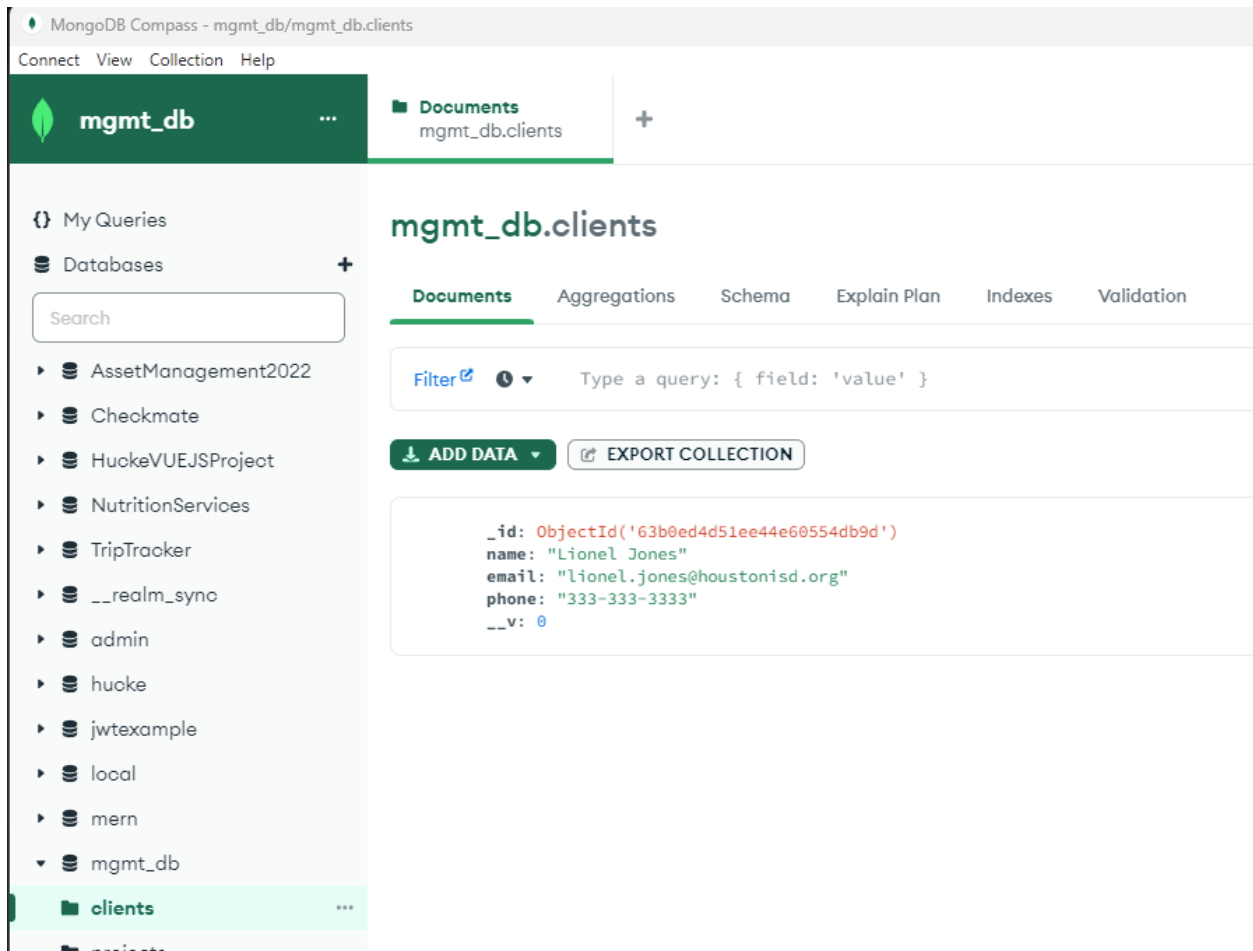 MongoDB Compass - mgmt_db/mgmt_db.clients
Connect View Collection Help
mgmt_db ...
Documents
mgmt_db.clients
+
{} My Queries
Databases +
Search
AssetManagement2022
Checkmate
HuckeVUEJSProject
NutritionServices
TripTracker
__realm_sync
admin
hucke
jwtexample
local
mern
mgmt_db
clients ...
projects
mgmt_db.clients
Documents Aggregations Schema Explain Plan Indexes Validation
Filter Type a query: { field: 'value' }
ADD DATA EXPORT COLLECTION
_id: ObjectId('63b0ed4d51ee44e60554db9d')
name: "Lionel Jones"
email: "lionel.jones@houstonisd.org"
phone: "333-333-3333"
__v: 0